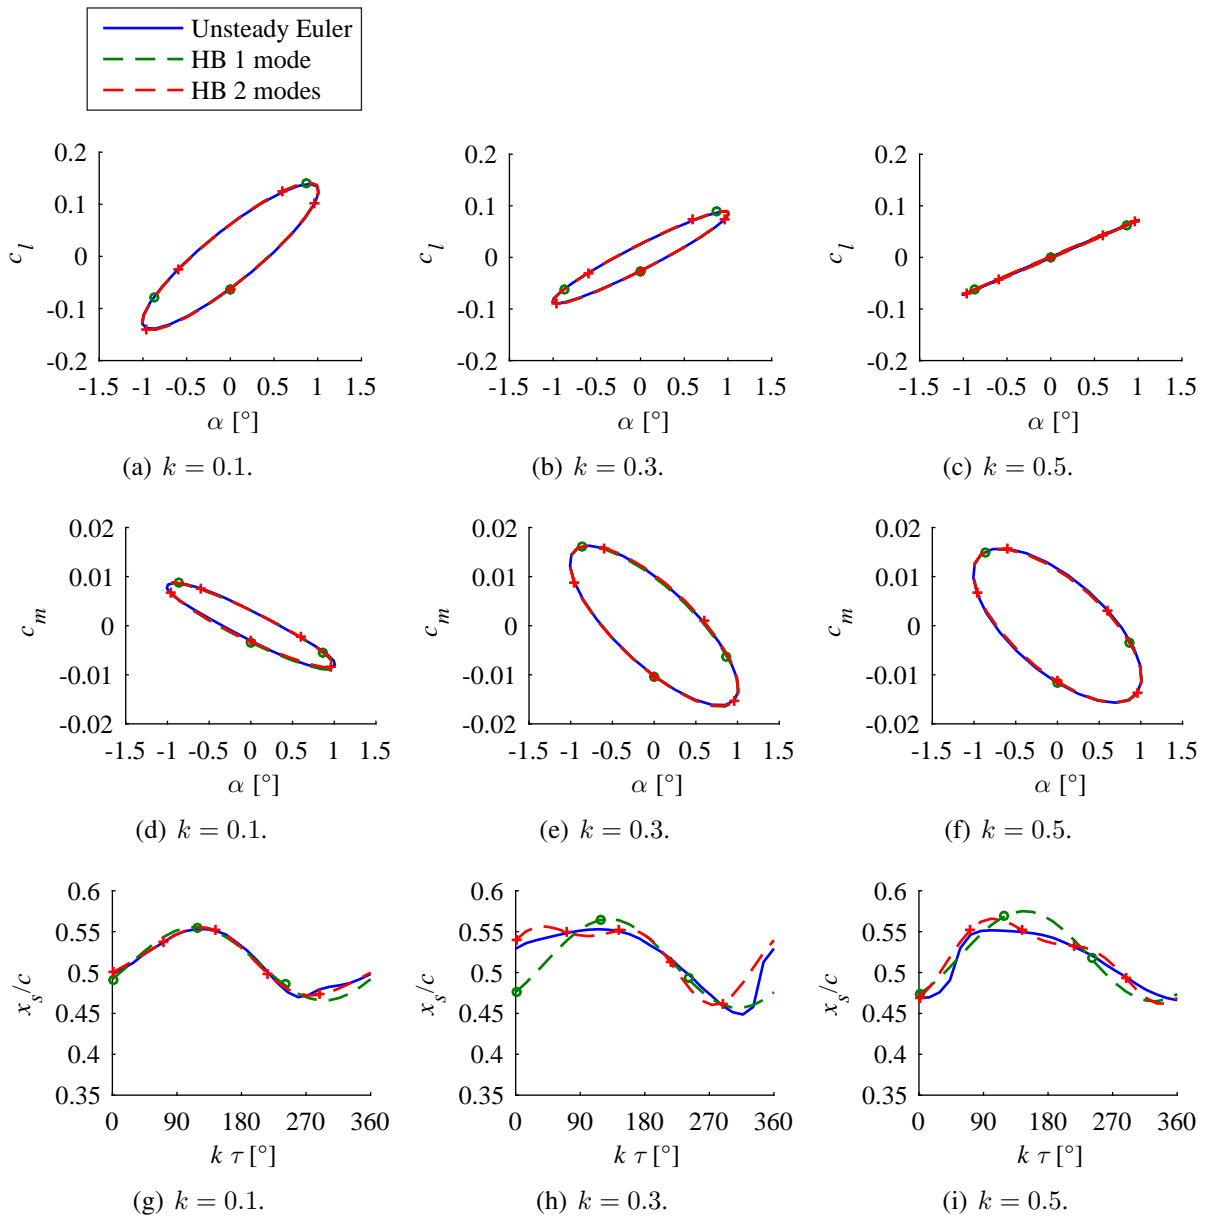 Unsteady Euler
HB 1 mode
HB 2 modes
0.2
0.1
0
-0.1
-0.2
c_l
-1.5 -1 -0.5 0 0.5 1 1.5
α [°]
(a) k = 0.1.
0.2
0.1
0
-0.1
-0.2
c_l
-1.5 -1 -0.5 0 0.5 1 1.5
α [°]
(b) k = 0.3.
0.2
0.1
0
-0.1
-0.2
c_l
-1.5 -1 -0.5 0 0.5 1 1.5
α [°]
(c) k = 0.5.
0.02
0.01
0
-0.01
-0.02
c_m
-1.5 -1 -0.5 0 0.5 1 1.5
α [°]
(d) k = 0.1.
0.02
0.01
0
-0.01
-0.02
c_m
-1.5 -1 -0.5 0 0.5 1 1.5
α [°]
(e) k = 0.3.
0.02
0.01
0
-0.01
-0.02
c_m
-1.5 -1 -0.5 0 0.5 1 1.5
α [°]
(f) k = 0.5.
0.6
0.55
0.5
0.45
0.4
0.35
x_s/c
0 90 180 270 360
k τ [°]
(g) k = 0.1.
0.6
0.55
0.5
0.45
0.4
0.35
x_s/c
0 90 180 270 360
k τ [°]
(h) k = 0.3.
0.6
0.55
0.5
0.45
0.4
0.35
x_s/c
0 90 180 270 360
k τ [°]
(i) k = 0.5.